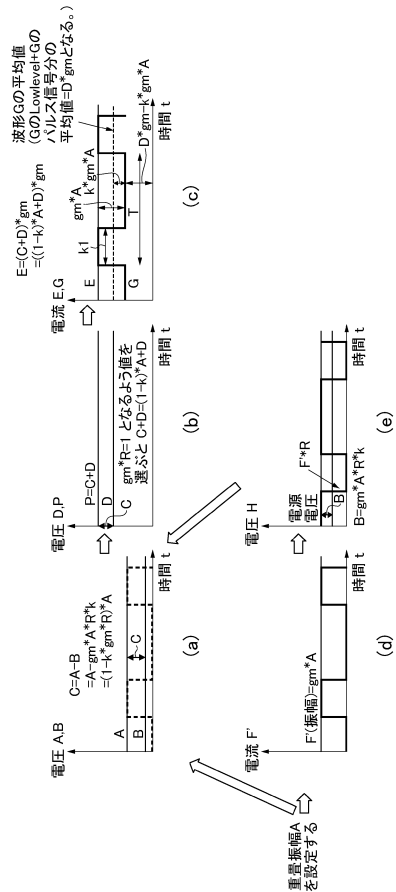 電圧 A,B
C=A−B
=A−gm*A*R*k
=(1−k*gm*R)*A
A
B
C
時間 t
(a)
電圧 D,P
P=C+D
D
C
gm*R=1 となるよう値を
選ぶと C+D=(1−k)*A+D
時間 t
(b)
電流 E,G
E=(C+D)*gm
=((1−k)*A+D)*gm
波形Gの平均値
(GのLowlevel+Gの
パルス信号分の
平均値=D*gmとなる。)
E
G
k1
T
gm*A
k*gm*A
D*gm−k*gm*A
時間 t
(c)
重畳振幅A
を設定する
電流 F'
F'(振幅)=gm*A
時間 t
(d)
電圧 H
電源
電圧
B
F'*R
B=gm*A*R*k
時間 t
(e)